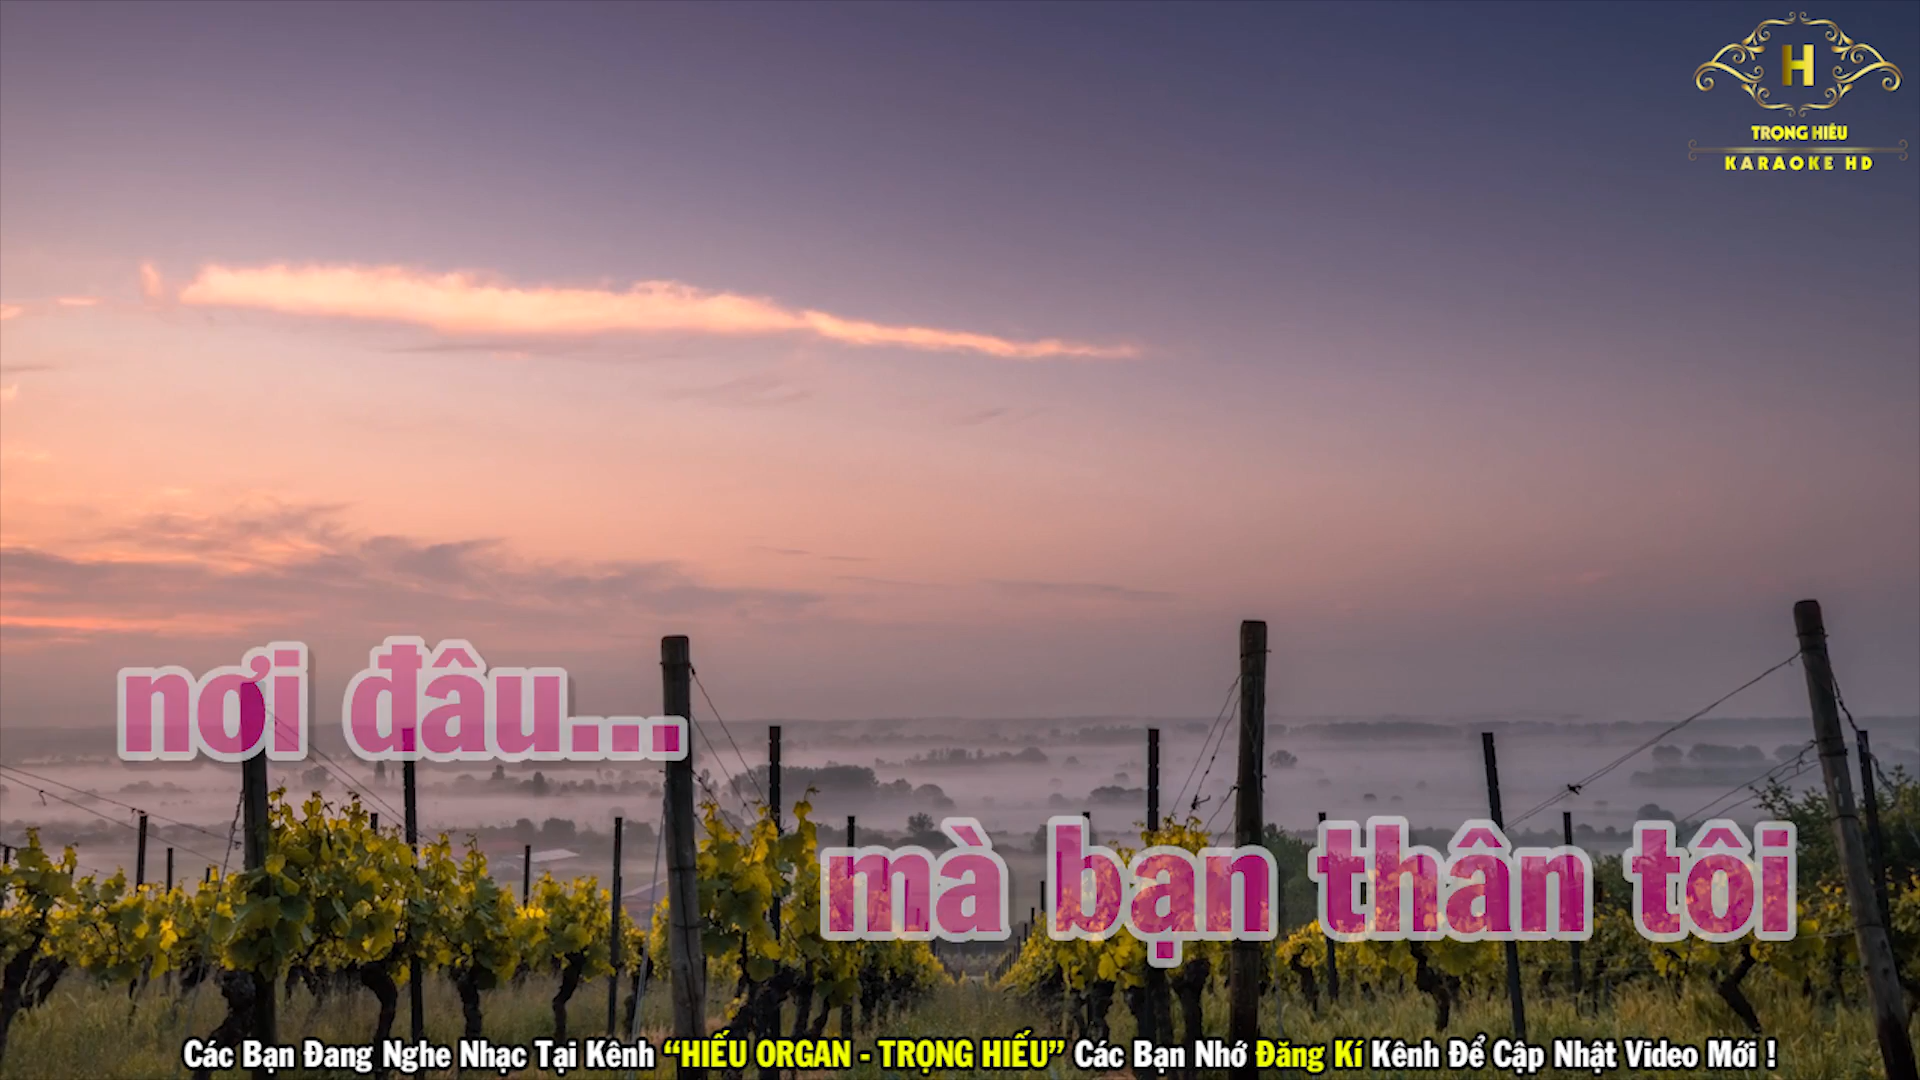 H
TRỌNG HIẾU
KARAOKE HD
nơi đâu...
mà bạn thân tôi
Các Bạn Đang Nghe Nhạc Tại Kênh “HIẾU ORGAN - TRỌNG HIẾU” Các Bạn Nhớ Đăng Kí Kênh Để Cập Nhật Video Mới !